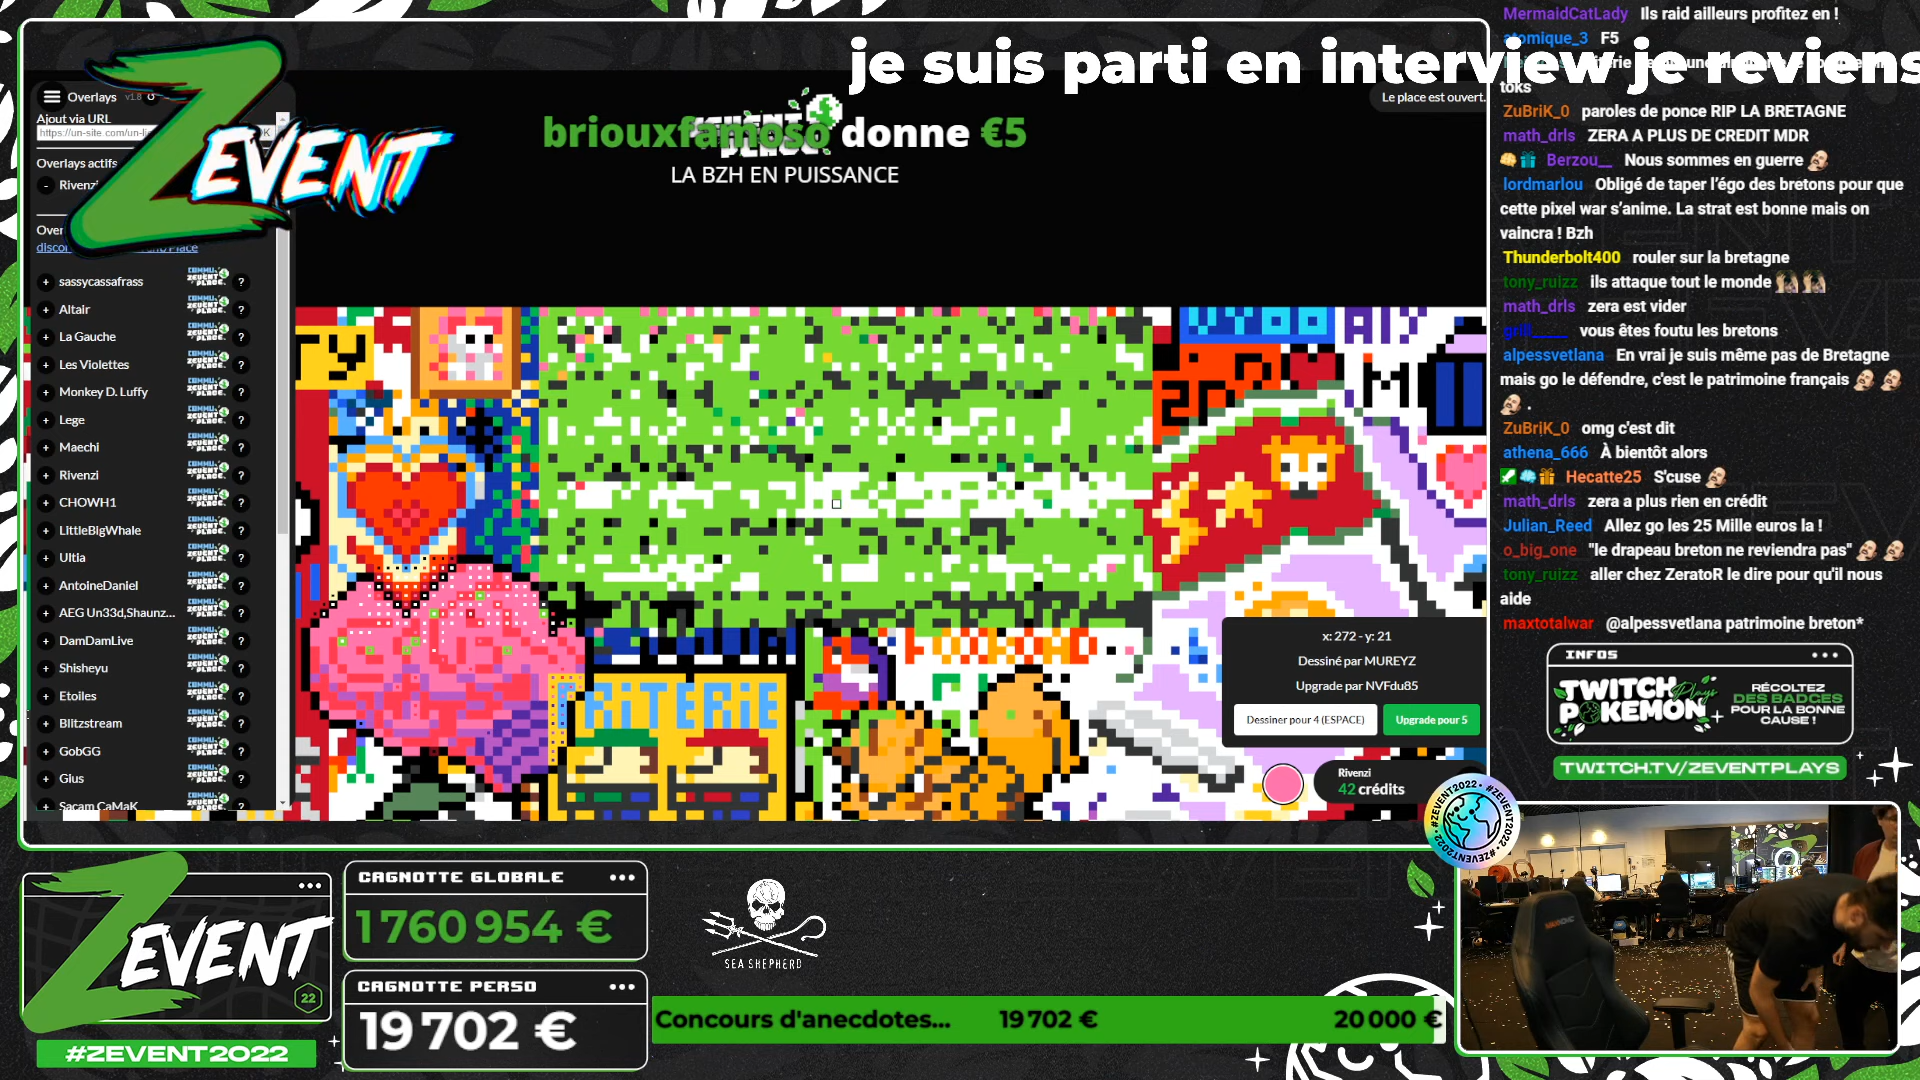 je suis parti en interview je reviens
Overlays v1.8
Ajout via URL
Overlays actifs
Rivenzi
ZEVENT
briouxfamoso donne €5
LA BZH EN PUISSANCE
Le place est ouvert.
sassycassafrass
Altair
La Gauche
Les Violettes
Monkey D. Luffy
Lege
Maechi
Rivenzi
CHOWH1
LittleBigWhale
Ultia
AntoineDaniel
AEG Un33d,Shaunz...
DamDamLive
Shisheyu
Etoiles
Blitzstream
GobGG
Glus
Sacam CaMaK
RiTERiE
x: 272 - y: 21
Dessiné par MUREYZ
Upgrade par NVFdu85
Dessiner pour 4 (ESPACE)
Upgrade pour 5
Rivenzi
42 crédits
MermaidCatLady Ils raid ailleurs profitez en !
atomique_3 F5
toks
ZuBriK_0 paroles de ponce RIP LA BRETAGNE
math_drls ZERA A PLUS DE CREDIT MDR
Berzou__ Nous sommes en guerre
lordmarlou Obligé de taper l’égo des bretons pour que
cette pixel war s’anime. La strat est bonne mais on
vaincra ! Bzh
Thunderbolt400 rouler sur la bretagne
tony_ruizz ils attaque tout le monde
math_drls zera est vider
vous êtes foutu les bretons
alpessvetlana En vrai je suis même pas de Bretagne
mais go le défendre, c'est le patrimoine français
.
ZuBriK_0 omg c'est dit
athena_666 À bientôt alors
Hecatte25 S'cuse
math_drls zera a plus rien en crédit
Julian_Reed Allez go les 25 Mille euros la !
o_big_one "le drapeau breton ne reviendra pas"
tony_ruizz aller chez ZeratoR le dire pour qu'il nous
aide
maxtotalwar @alpessvetlana patrimoine breton*
INFOS
TWITCH Plays
POKEMON
RÉCOLTEZ
DES BADGES
POUR LA BONNE
CAUSE !
TWITCH.TV/ZEVENTPLAYS
#ZEVENT2022 • #ZEVENT2022 •
ZEVENT
22
#ZEVENT2022
CAGNOTTE GLOBALE
1 760 954 €
CAGNOTTE PERSO
19 702 €
SEA SHEPHERD
Concours d'anecdotes... 19 702 € 20 000 €